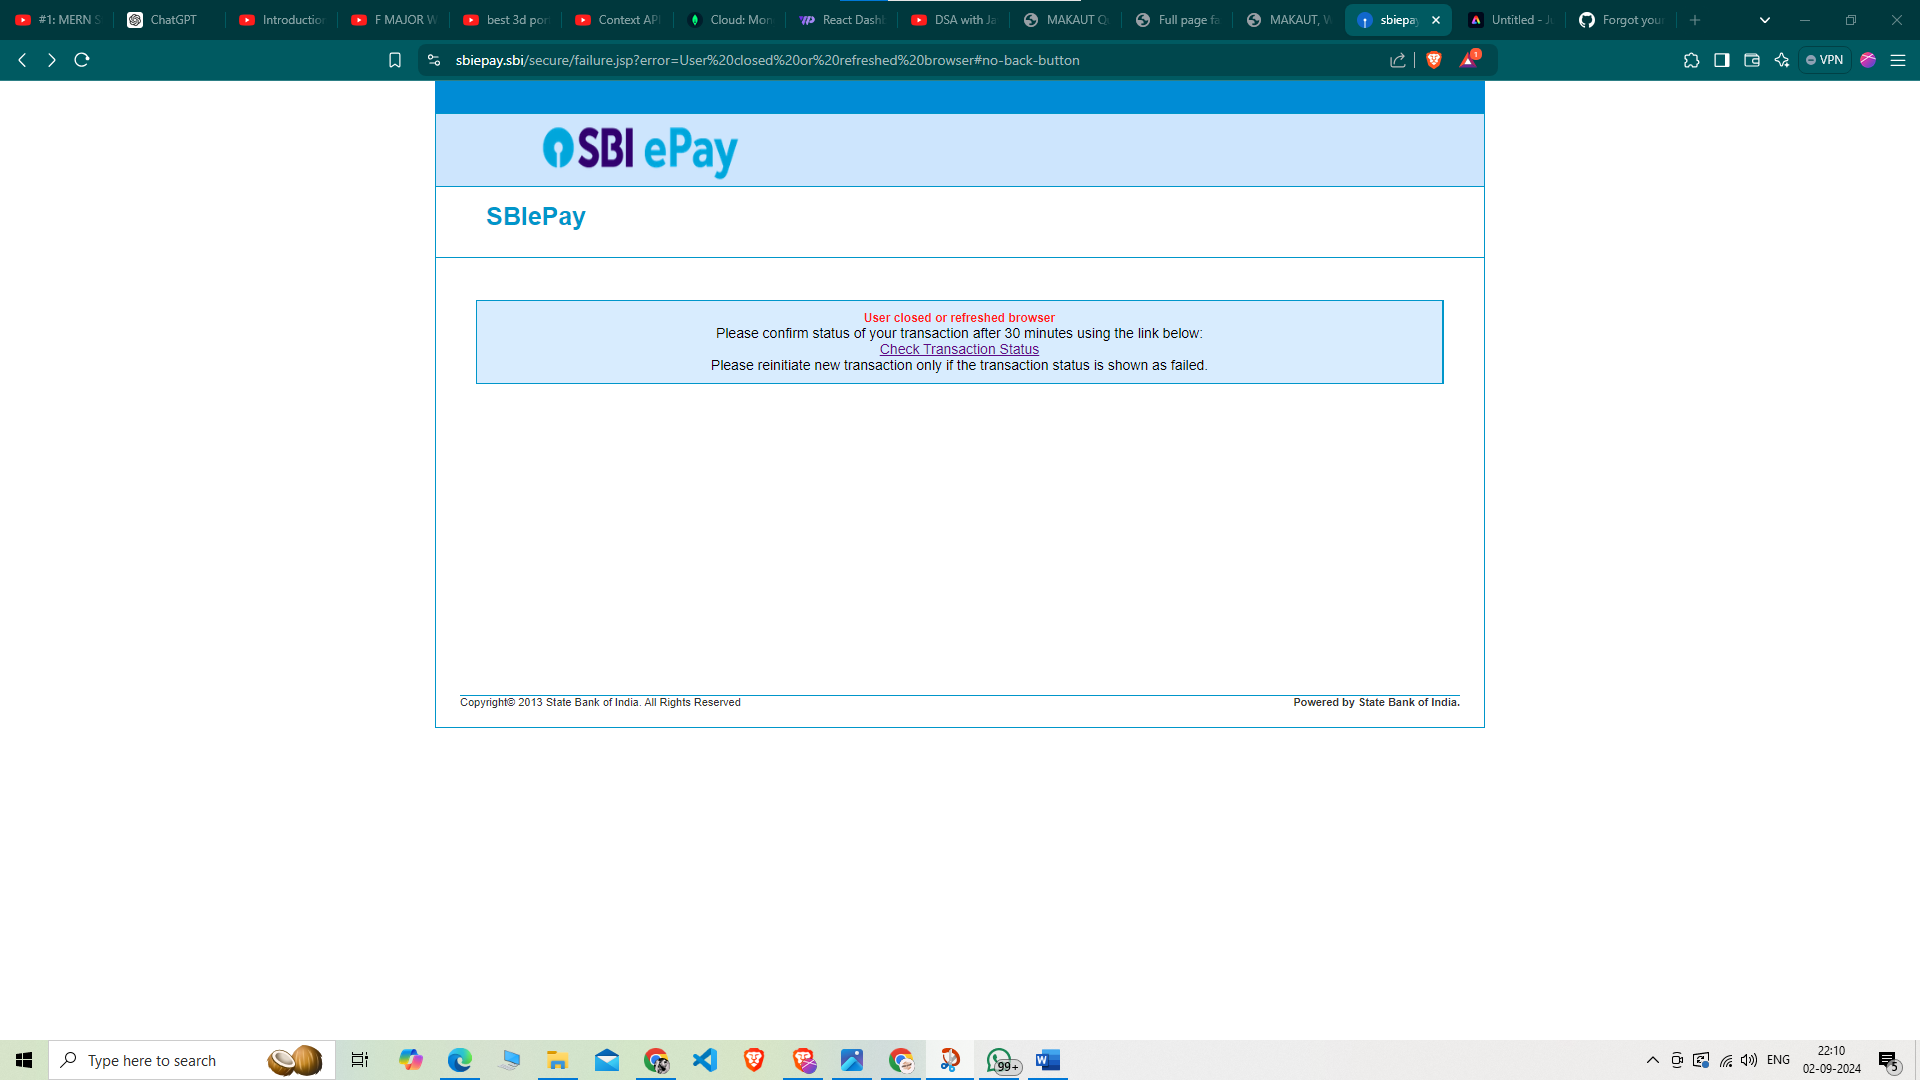 #1: MERN S
ChatGPT
Introduction
F MAJOR W
best 3d port
Context API
Cloud: Mon
React Dashb
DSA with Ja
MAKAUT Qu
Full page fa
MAKAUT, W
sbiepay
Untitled - Ju
Forgot your
sbiepay.sbi/secure/failure.jsp?error=User%20closed%20or%20refreshed%20browser#no-back-button
1
VPN
SBI ePay
SBIePay
User closed or refreshed browser
Please confirm status of your transaction after 30 minutes using the link below:
Check Transaction Status
Please reinitiate new transaction only if the transaction status is shown as failed.
Copyright© 2013 State Bank of India. All Rights Reserved
Powered by State Bank of India.
Type here to search
99+
ENG
22:10
02-09-2024
5